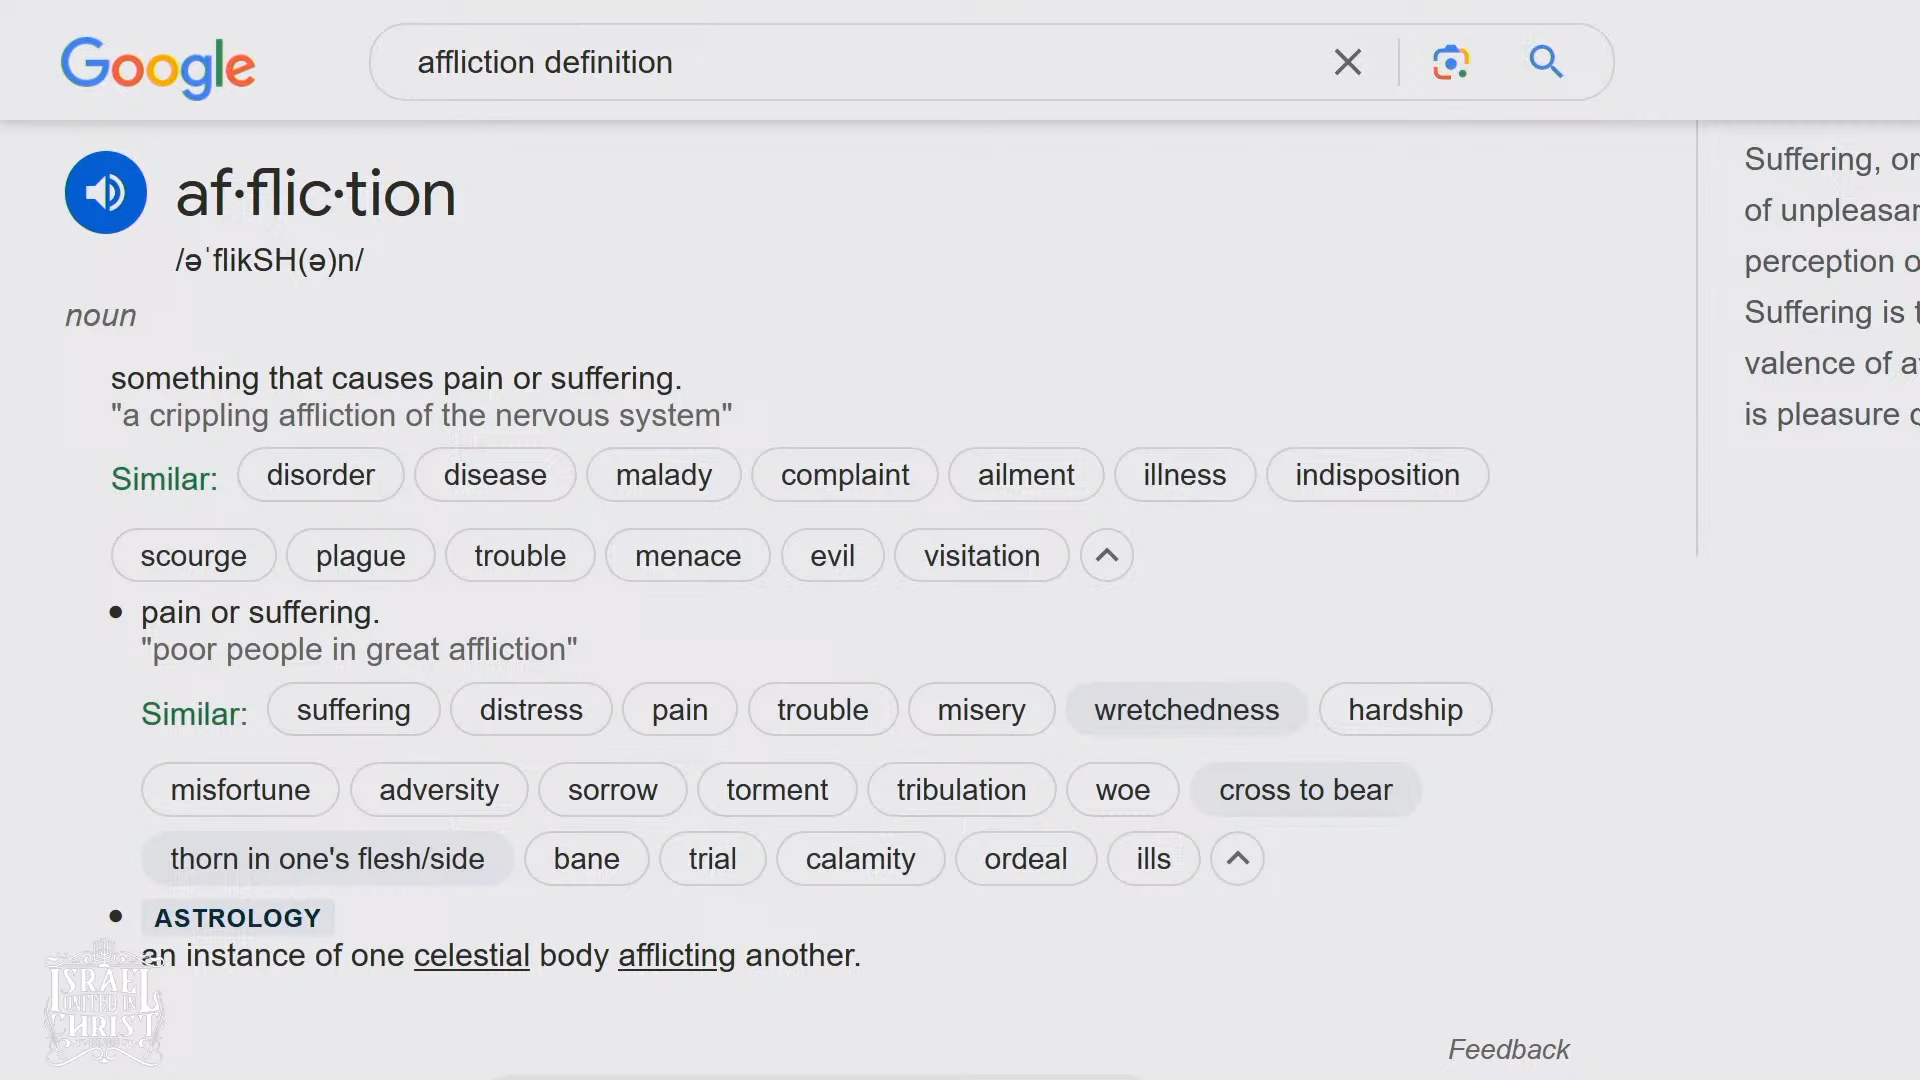 Google
affliction definition
af·flic·tion
/əˈflikSH(ə)n/
noun
something that causes pain or suffering.
"a crippling affliction of the nervous system"
Similar: disorder disease malady complaint ailment illness indisposition
scourge plague trouble menace evil visitation
• pain or suffering.
"poor people in great affliction"
Similar: suffering distress pain trouble misery wretchedness hardship
misfortune adversity sorrow torment tribulation woe cross to bear
thorn in one's flesh/side bane trial calamity ordeal ills
• ASTROLOGY
an instance of one celestial body afflicting another.
Feedback
Suffering, or
of unpleasan
perception o
Suffering is t
valence of a
is pleasure
ISRAEL
UNITED IN
CHRIST